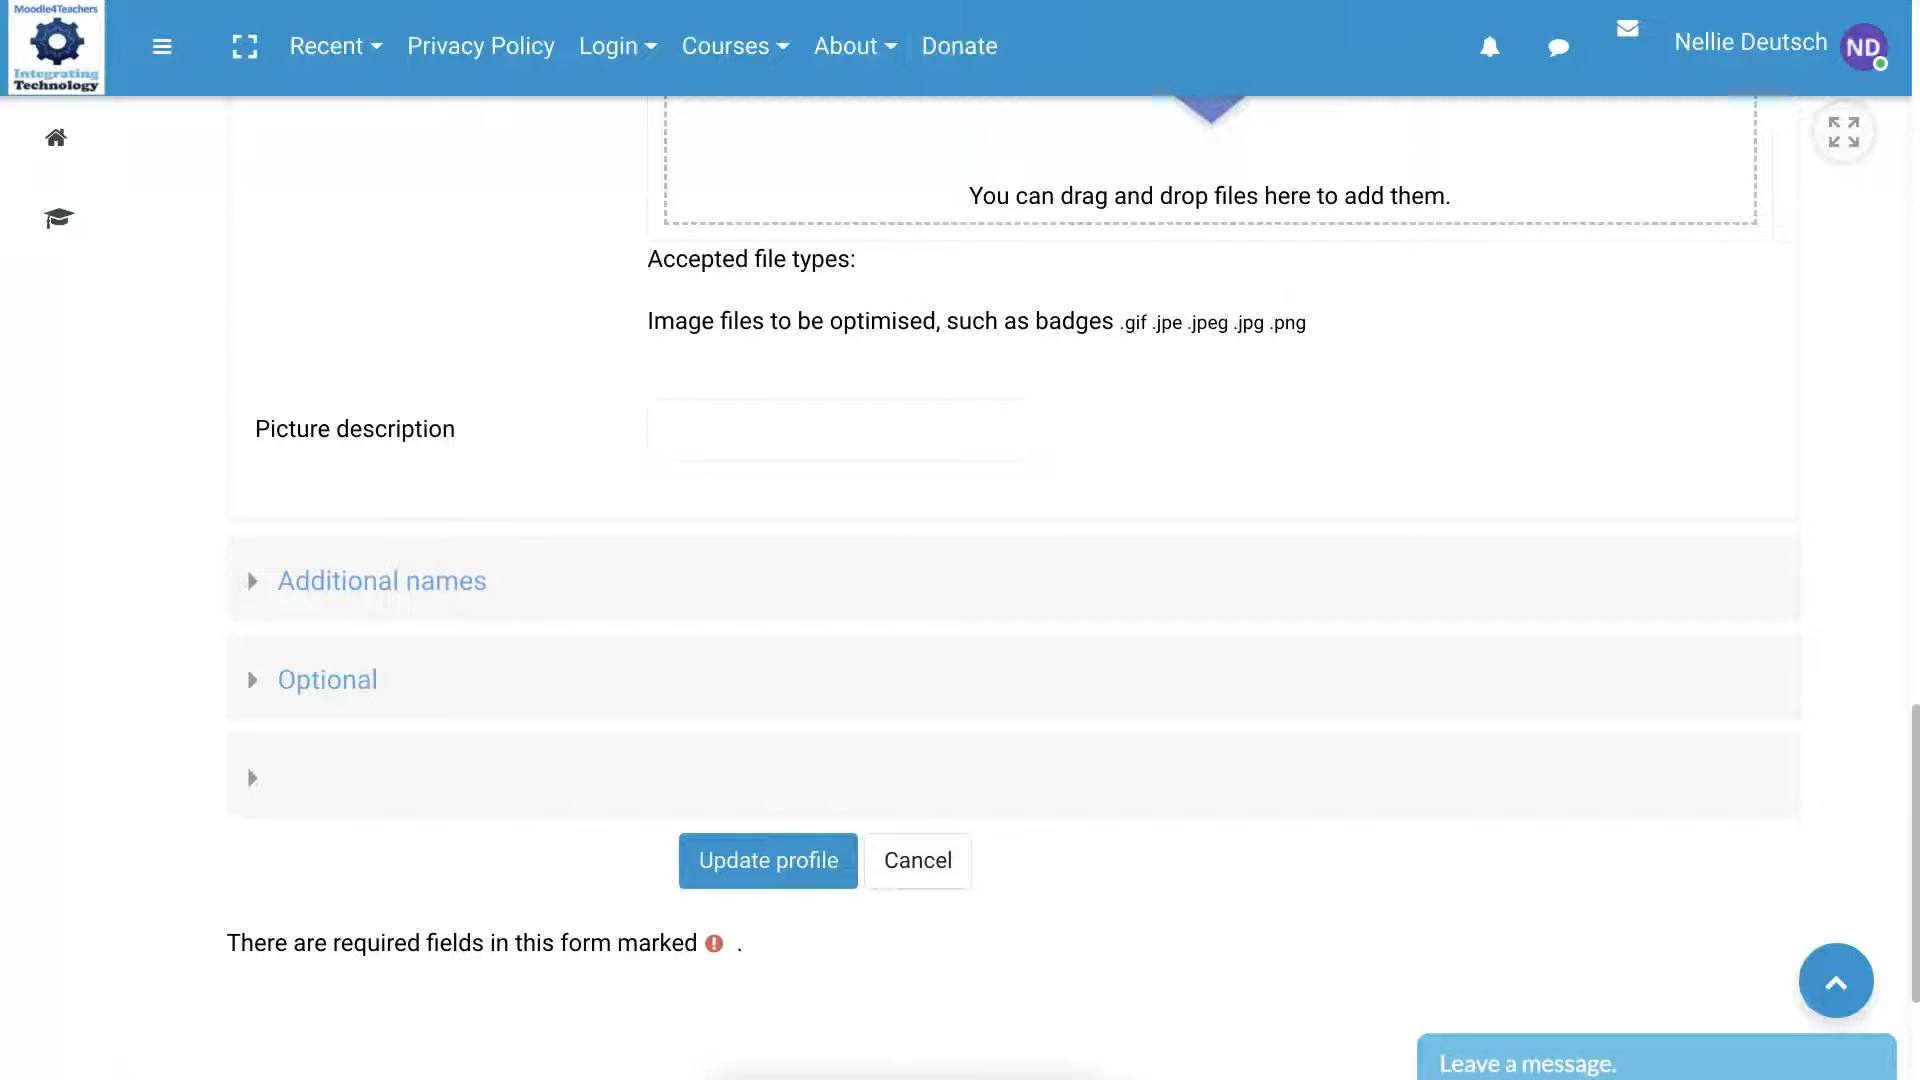 Moodle4Teachers
Integrating
Technology
Recent
Privacy Policy
Login
Courses
About
Donate
Nellie Deutsch
ND
You can drag and drop files here to add them.
Accepted file types:
Image files to be optimised, such as badges .gif .jpe .jpeg .jpg .png
Picture description
Additional names
Optional
Update profile
Cancel
There are required fields in this form marked .
Leave a message.